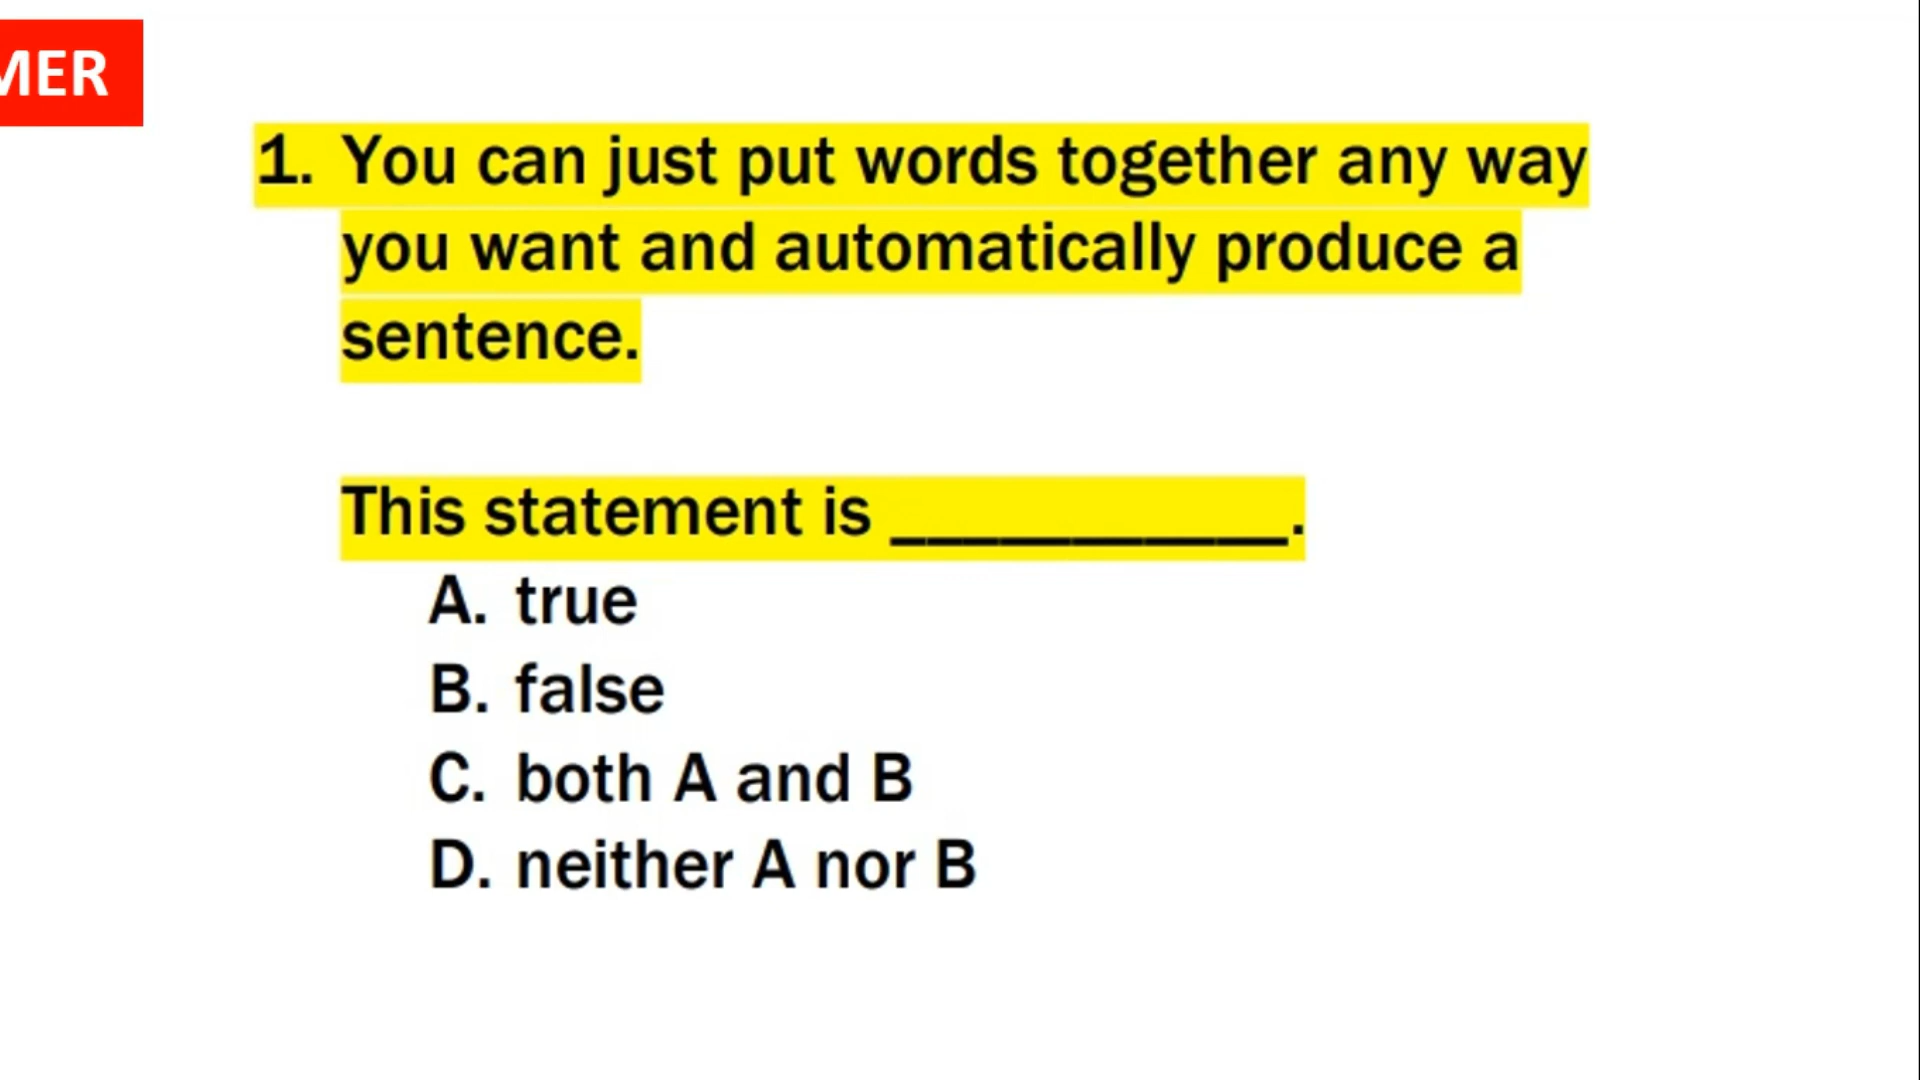 MER
1. You can just put words together any way
you want and automatically produce a
sentence.
This statement is ___________.
A. true
B. false
C. both A and B
D. neither A nor B